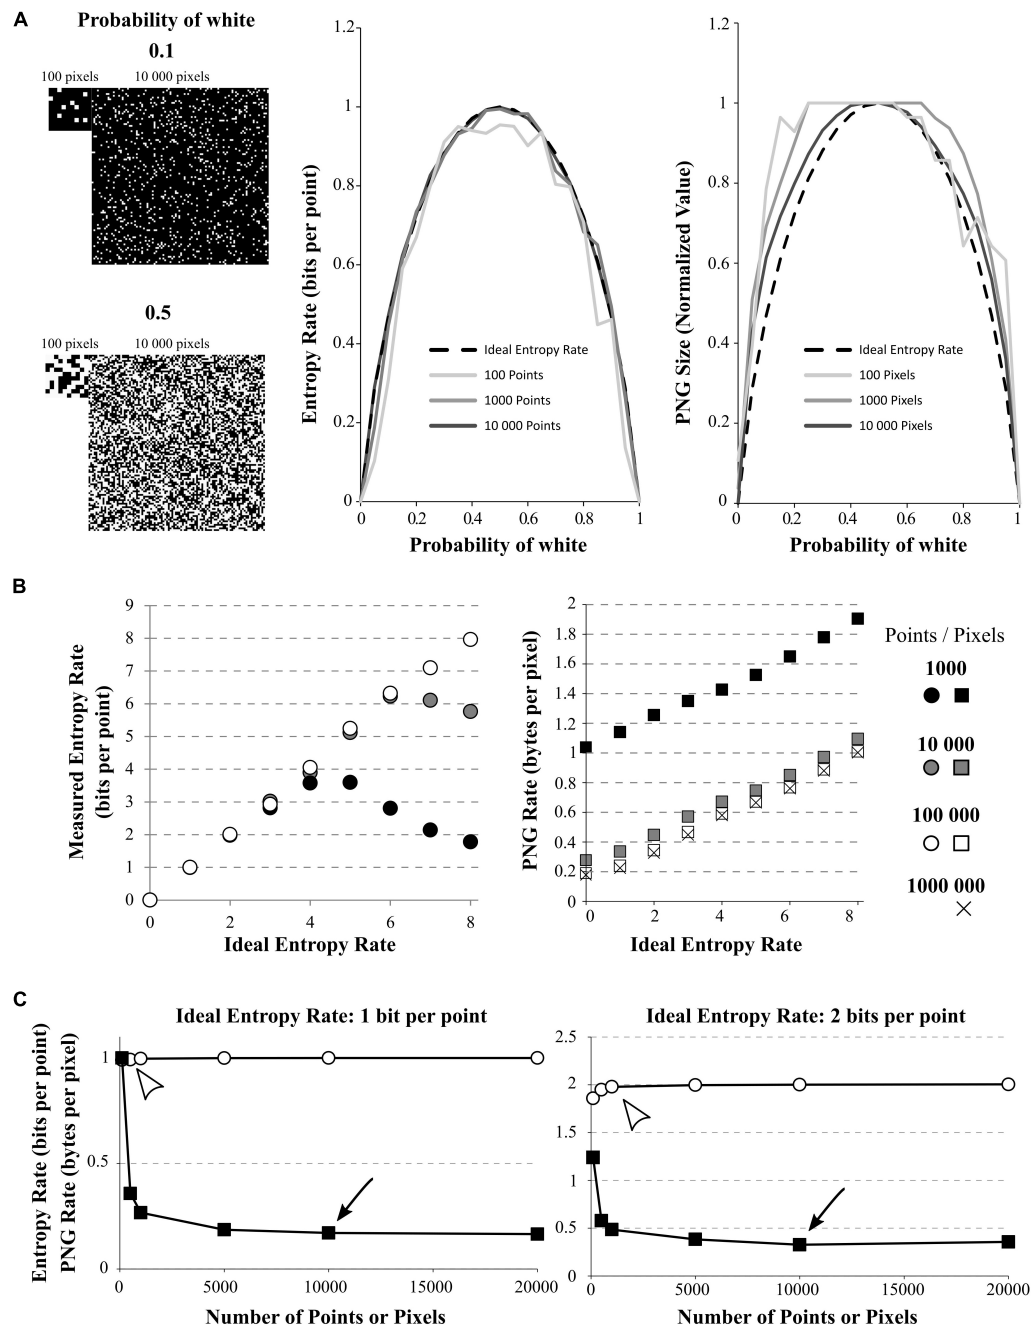 A
Probability of white
0.1
100 pixels
10 000 pixels
0.5
100 pixels
10 000 pixels
Entropy Rate (bits per point)
1.2
1
0.8
0.6
0.4
0.2
0
Ideal Entropy Rate
100 Points
1000 Points
10 000 Points
0
0.2
0.4
0.6
0.8
1
Probability of white
PNG Size (Normalized Value)
1.2
1
0.8
0.6
0.4
0.2
0
Ideal Entropy Rate
100 Pixels
1000 Pixels
10 000 Pixels
0
0.2
0.4
0.6
0.8
1
Probability of white
B
Measured Entropy Rate
(bits per point)
9
8
7
6
5
4
3
2
1
0
0
2
4
6
8
Ideal Entropy Rate
PNG Rate (bytes per pixel)
2
1.8
1.6
1.4
1.2
1
0.8
0.6
0.4
0.2
0
0
2
4
6
8
Ideal Entropy Rate
Points / Pixels
1000
10 000
100 000
1000 000
C
Entropy Rate (bits per point)
PNG Rate (bytes per pixel)
Ideal Entropy Rate: 1 bit per point
1
0.5
0
0
5000
10000
15000
20000
Number of Points or Pixels
Ideal Entropy Rate: 2 bits per point
2.5
2
1.5
1
0.5
0
0
5000
10000
15000
20000
Number of Points or Pixels